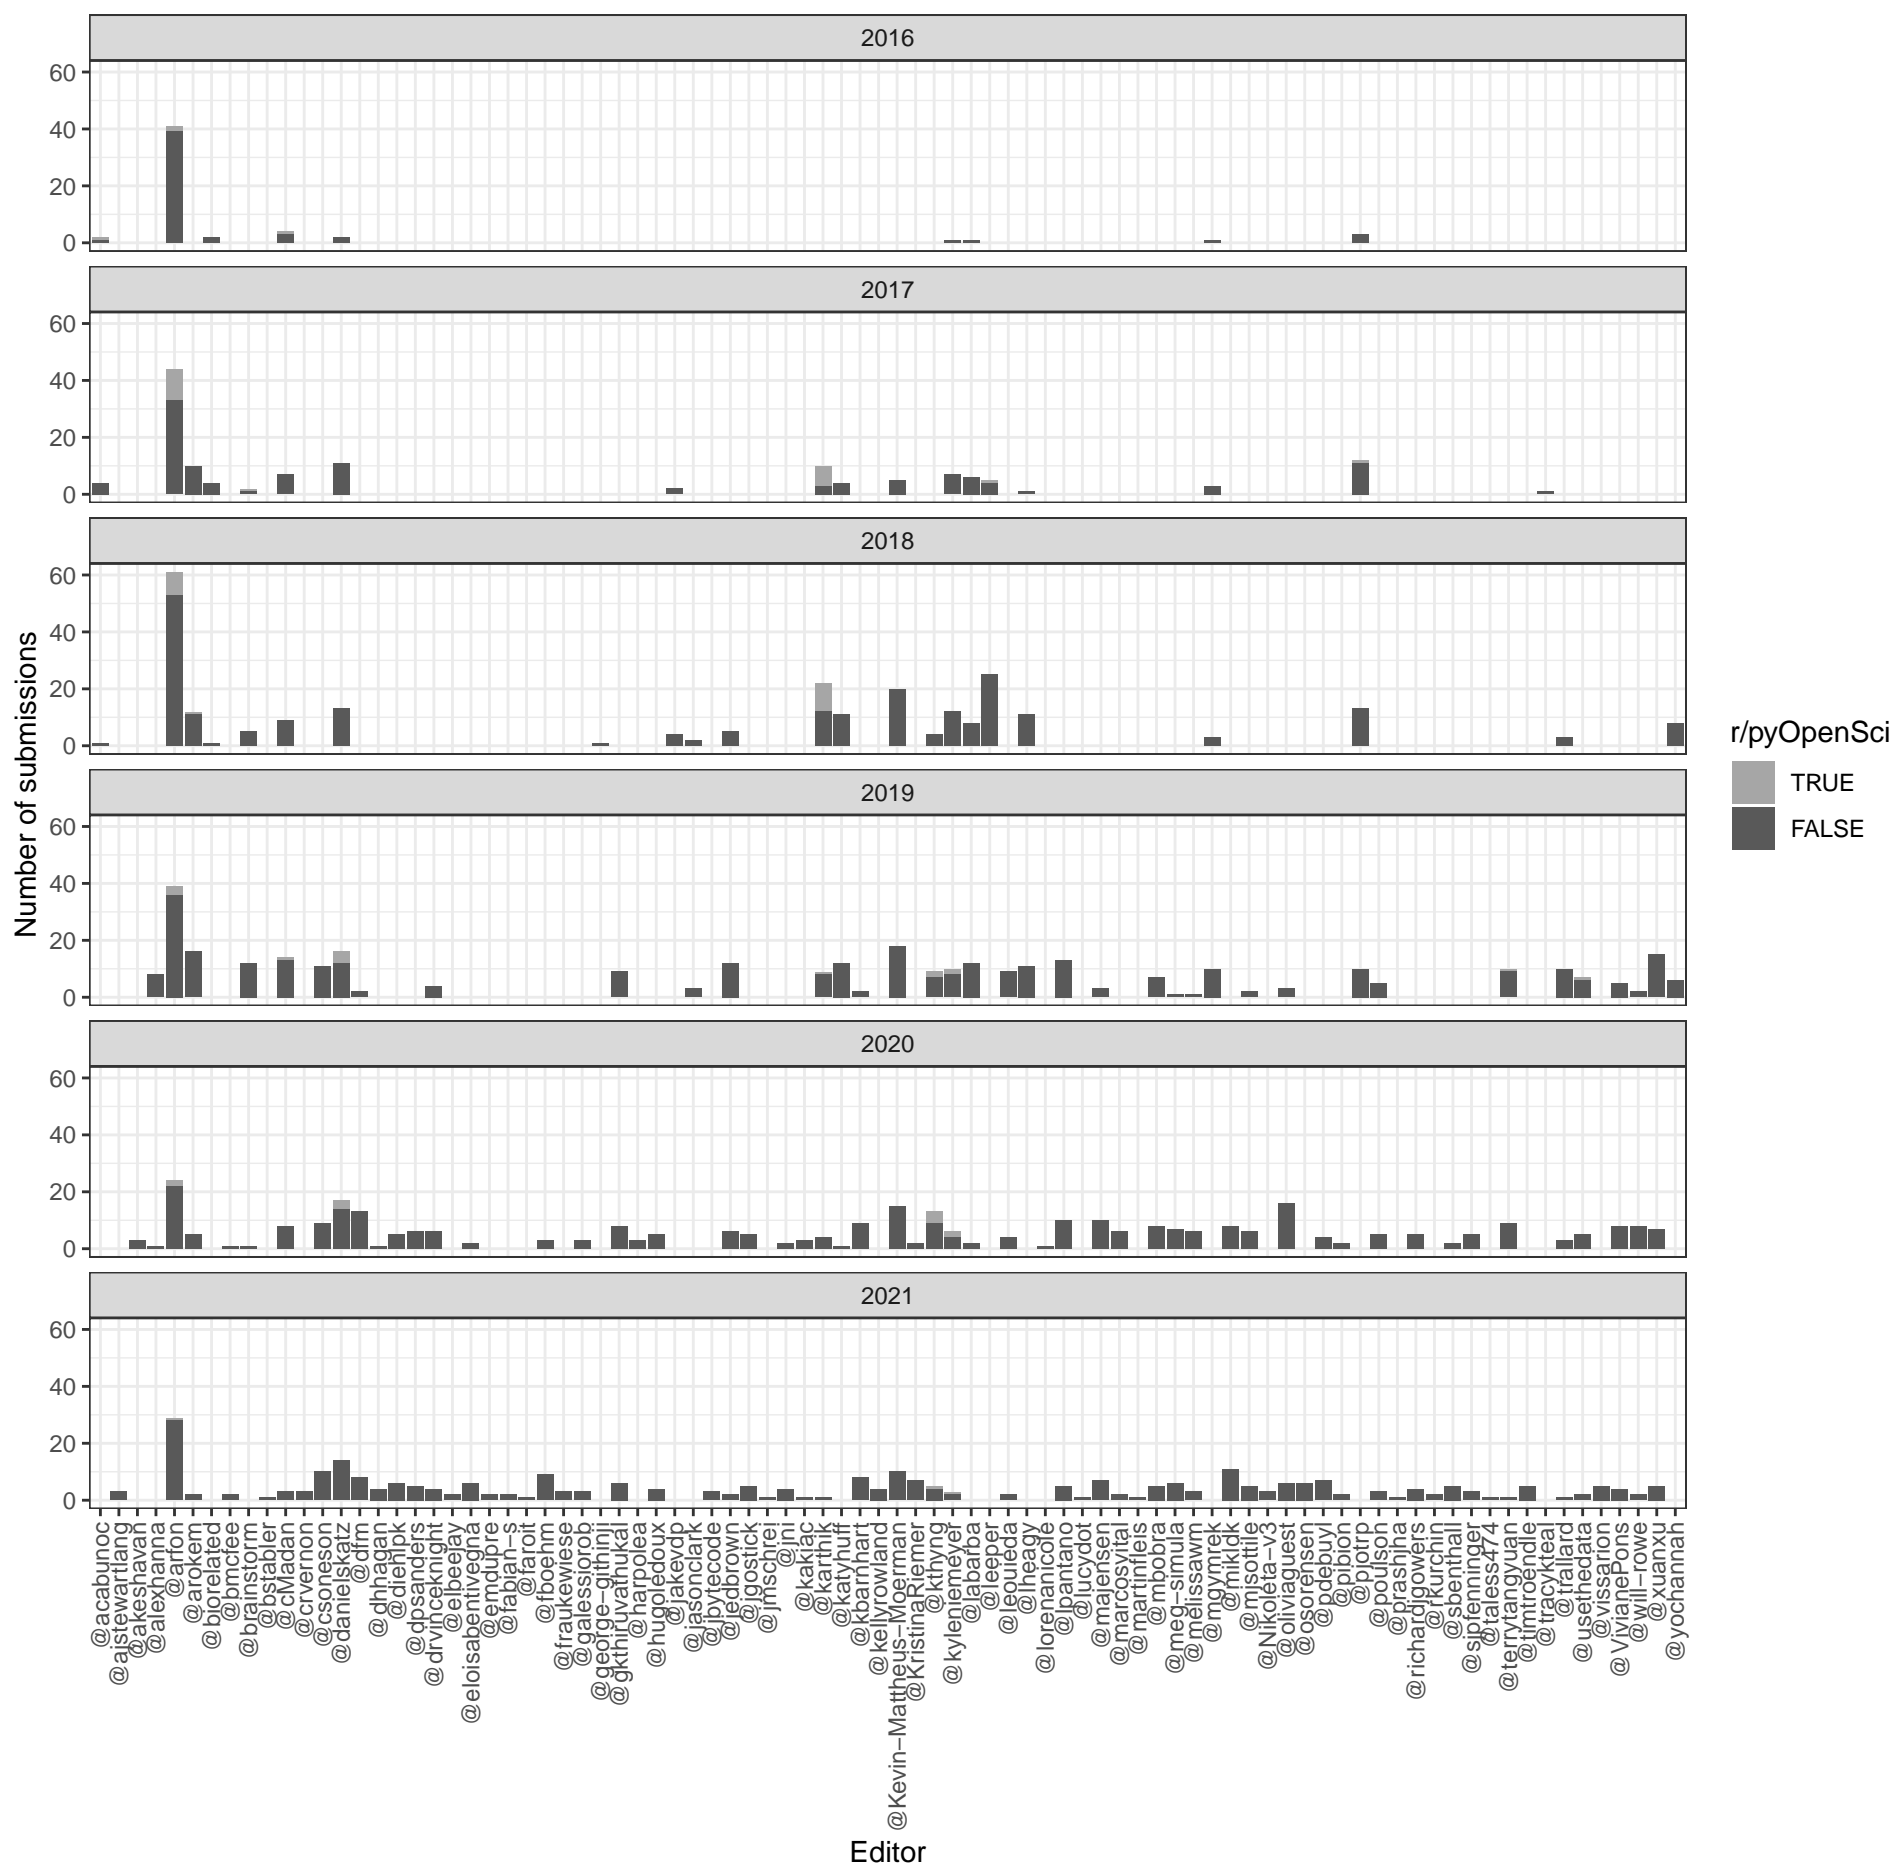 2016
60
40
20
0
2017
60
40
20
0
2018
60
40
20
0
2019
60
40
20
0
2020
60
40
20
0
2021
60
40
20
0
Number of submissions
@acabunoc
@ajstewartlang
@akeshavan
@alexhanna
@arfon
@arokem
@biorelated
@bmcfee
@brainstorm
@bstabler
@cMadan
@crvernon
@csoneson
@danielskatz
@dfm
@dhhagan
@diehlpk
@dpsanders
@drvinceknight
@elbeejay
@eloisabentivegna
@emdupre
@fabian-s
@faroit
@fboehm
@fraukewiese
@galessiorob
@george-githinji
@gkthiruvathukal
@harpolea
@hugoledoux
@jakevdp
@jasonclark
@jbytecode
@jedbrown
@jgostick
@jmschrei
@jni
@kakiac
@karthik
@katyhuff
@kbarnhart
@kellyrowland
@Kevin-Mattheus-Moerman
@KristinaRiemer
@kthyng
@kyleniemeyer
@labarba
@leeper
@leouieda
@lheagy
@lorenanicole
@lpantano
@lucydot
@majensen
@marcosvital
@martinfleis
@mbobra
@meg-simula
@melissawm
@mgymrek
@mikldk
@mjsottile
@Nikoleta-v3
@oliviaguest
@osorensen
@pdebuyl
@pibion
@pjotrp
@poulson
@prashjha
@richardjgowers
@rkurchin
@sbenthall
@sjpfenninger
@taless474
@terrytangyuan
@timtroendle
@tracykteal
@trallard
@usethedata
@vissarion
@VivianePons
@will-rowe
@xuanxu
@yochannah
Editor
r/pyOpenSci
TRUE
FALSE